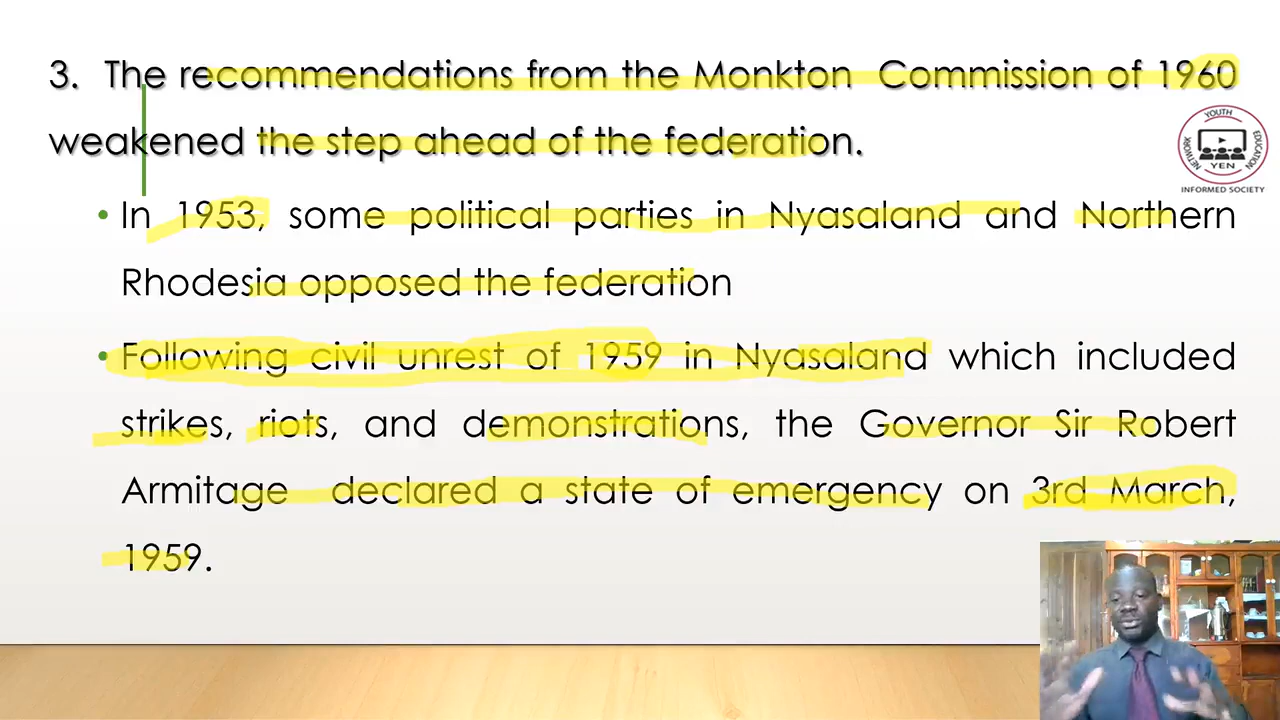 3. The recommendations from the Monkton Commission of 1960
weakened the step ahead of the federation.
• In 1953, some political parties in Nyasaland and Northern
Rhodesia opposed the federation
• Following civil unrest of 1959 in Nyasaland which included
strikes, riots, and demonstrations, the Governor Sir Robert
Armitage declared a state of emergency on 3rd March,
1959.
YOUTH
EDUCATION
NETWORK
YEN
INFORMED SOCIETY